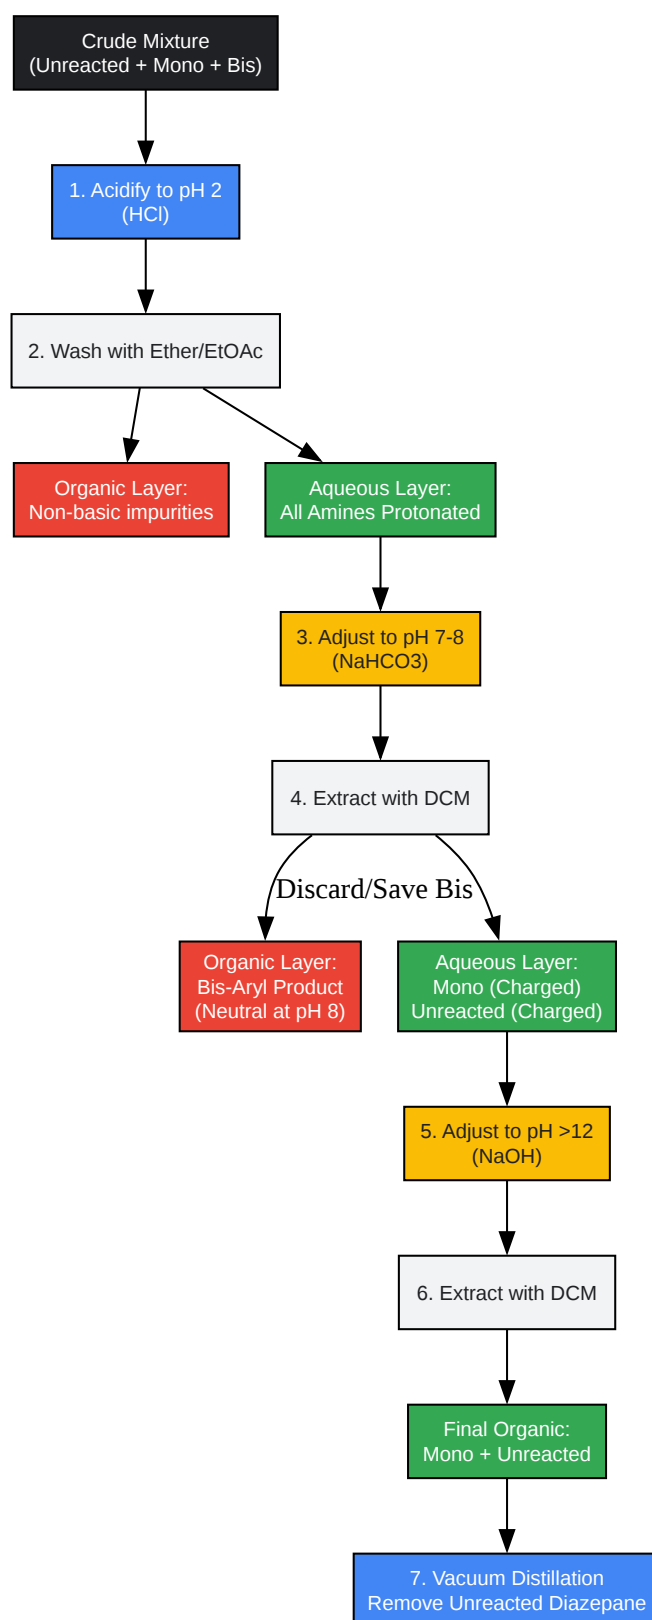 Crude Mixture
(Unreacted + Mono + Bis)
1. Acidify to pH 2
(HCl)
2. Wash with Ether/EtOAc
Organic Layer:
Non-basic impurities
Aqueous Layer:
All Amines Protonated
3. Adjust to pH 7-8
(NaHCO3)
4. Extract with DCM
Discard/Save Bis
Organic Layer:
Bis-Aryl Product
(Neutral at pH 8)
Aqueous Layer:
Mono (Charged)
Unreacted (Charged)
5. Adjust to pH >12
(NaOH)
6. Extract with DCM
Final Organic:
Mono + Unreacted
7. Vacuum Distillation
Remove Unreacted Diazepane